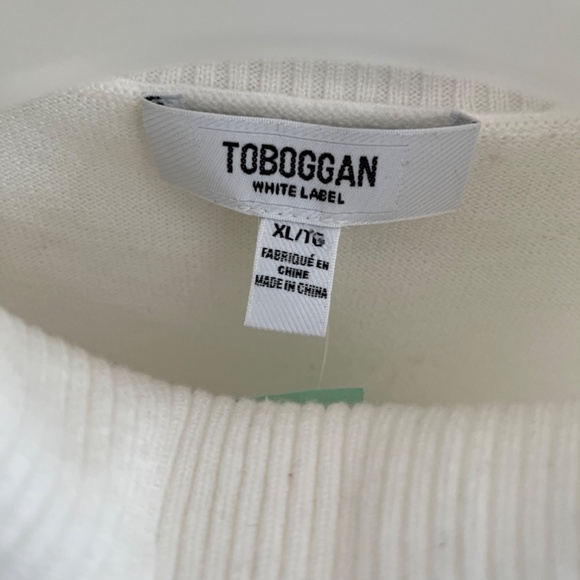 TOBOGGAN
WHITE LABEL
XL/TG
FABRIQUÉ EN
CHINE
MADE IN CHINA